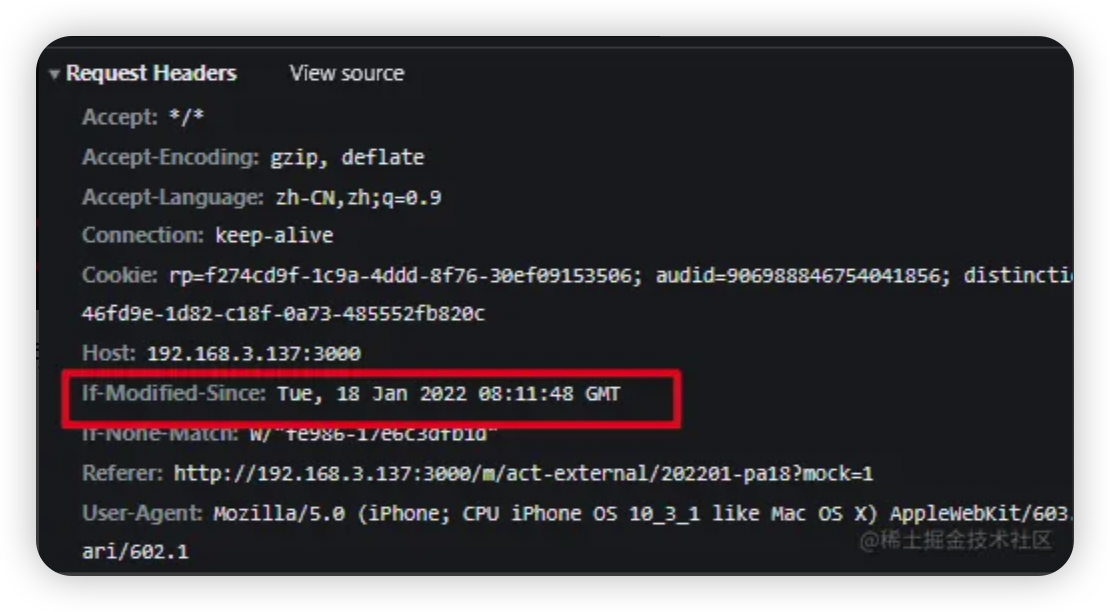 Request Headers View source
Accept: */*
Accept-Encoding: gzip, deflate
Accept-Language: zh-CN,zh;q=0.9
Connection: keep-alive
Cookie: rp=f274cd9f-1c9a-4ddd-8f76-30ef09153506; audid=906988846754041856; distincti
46fd9e-1d82-c18f-0a73-485552fb820c
Host: 192.168.3.137:3000
If-Modified-Since: Tue, 18 Jan 2022 08:11:48 GMT
If-None-Match: W/"fe986-17e6c3dfb1d"
Referer: http://192.168.3.137:3000/m/act-external/202201-pa18?mock=1
User-Agent: Mozilla/5.0 (iPhone; CPU iPhone OS 10_3_1 like Mac OS X) AppleWebKit/603.
ari/602.1
@稀土掘金技术社区